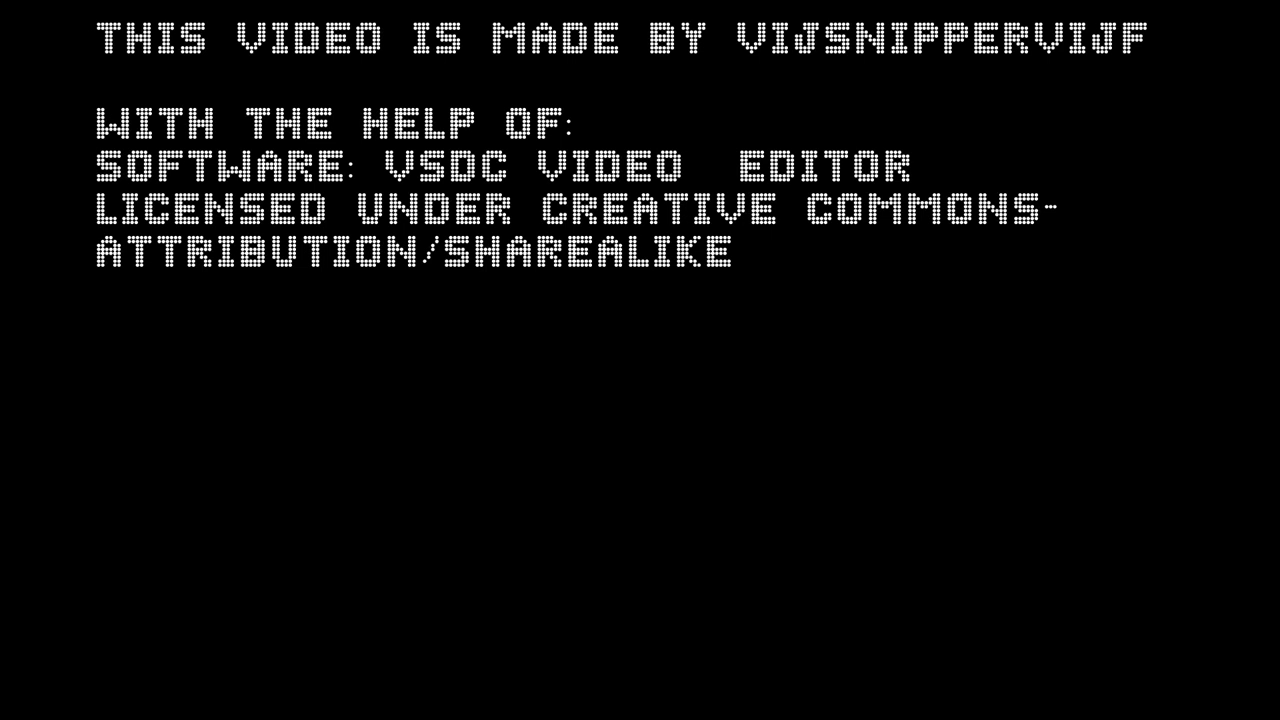 THIS VIDEO IS MADE BY VIJSNIPPERVIJF
WITH THE HELP OF:
SOFTWARE: VSDC VIDEO  EDITOR
LICENSED UNDER CREATIVE COMMONS-
ATTRIBUTION/SHAREALIKE